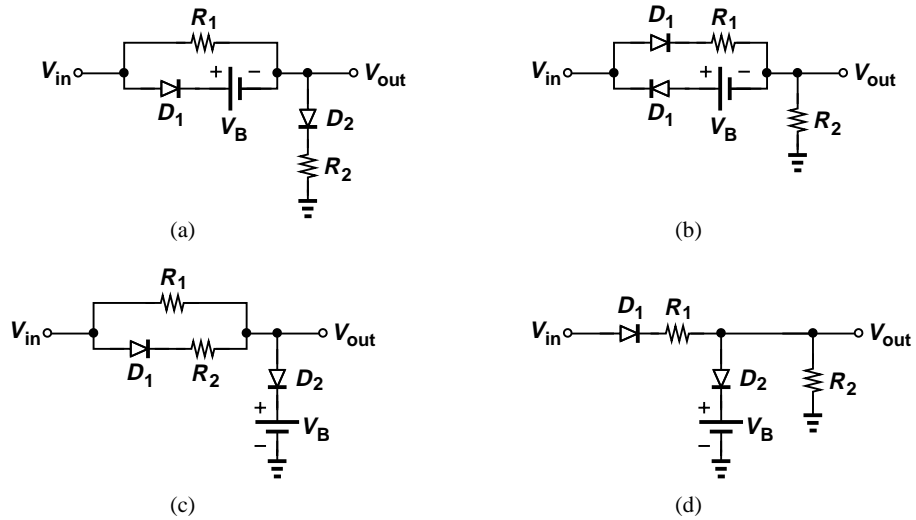 R1
Vin
+ −
D1
VB
Vout
D2
R2
(a)
D1
R1
Vin
+ −
D1
VB
Vout
R2
(b)
R1
Vin
D1
R2
Vout
D2
+
VB
−
(c)
D1
R1
Vin
Vout
D2
R2
+
VB
−
(d)